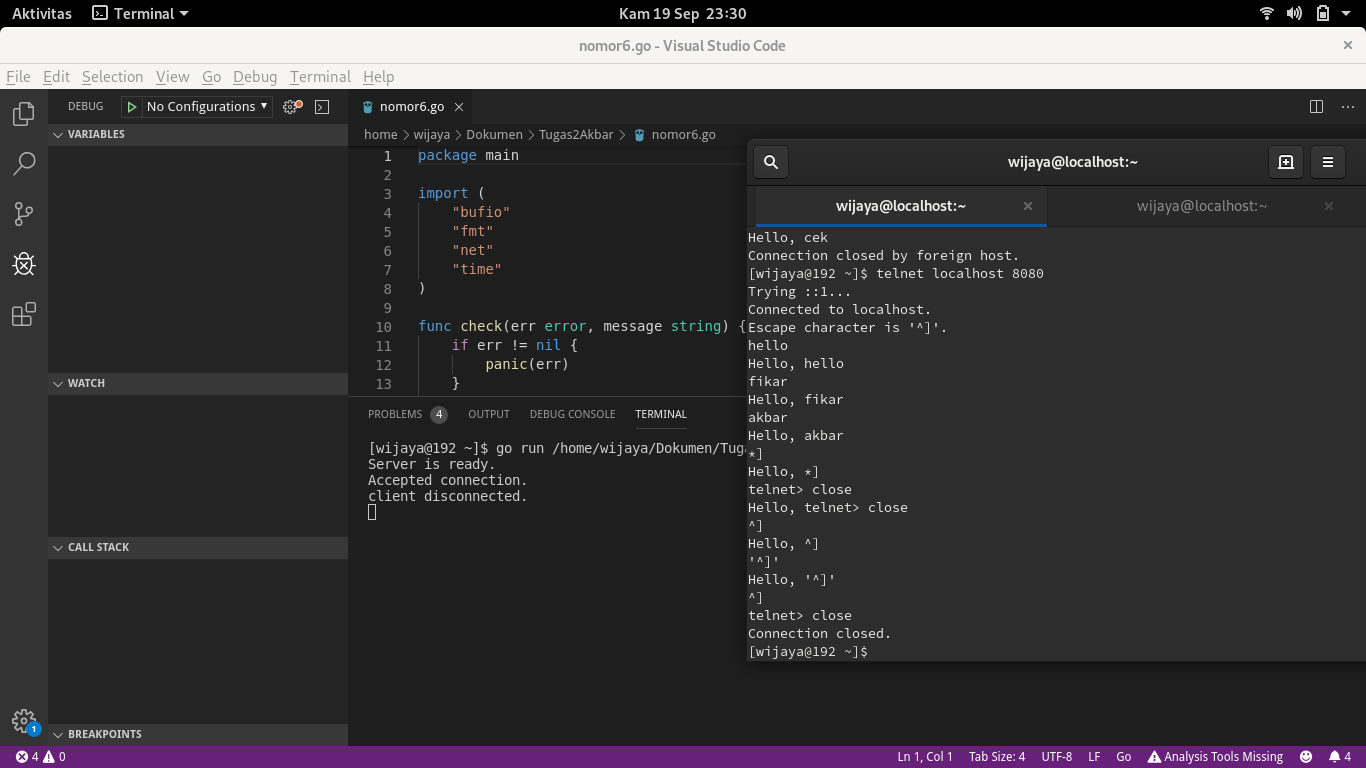 Aktivitas Terminal Kam 19 Sep 23:30
nomor6.go - Visual Studio Code
File Edit Selection View Go Debug Terminal Help
DEBUG No Configurations
nomor6.go
VARIABLES
WATCH
CALL STACK
BREAKPOINTS
1
home > wijaya > Dokumen > Tugas2Akbar > nomor6.go
1 package main
2
3 import (
4 "bufio"
5 "fmt"
6 "net"
7 "time"
8 )
9
10 func check(err error, message string) {
11 if err != nil {
12 panic(err)
13 }
PROBLEMS 4 OUTPUT DEBUG CONSOLE TERMINAL
[wijaya@192 ~]$ go run /home/wijaya/Dokumen/Tuga
Server is ready.
Accepted connection.
client disconnected.
wijaya@localhost:~
wijaya@localhost:~ wijaya@localhost:~
Hello, cek
Connection closed by foreign host.
[wijaya@192 ~]$ telnet localhost 8080
Trying ::1...
Connected to localhost.
Escape character is '^]'.
hello
Hello, hello
fikar
Hello, fikar
akbar
Hello, akbar
*]
Hello, *]
telnet> close
Hello, telnet> close
^]
Hello, ^]
'^]'
Hello, '^]'
^]
telnet> close
Connection closed.
[wijaya@192 ~]$
4 0 Ln 1, Col 1 Tab Size: 4 UTF-8 LF Go Analysis Tools Missing 4